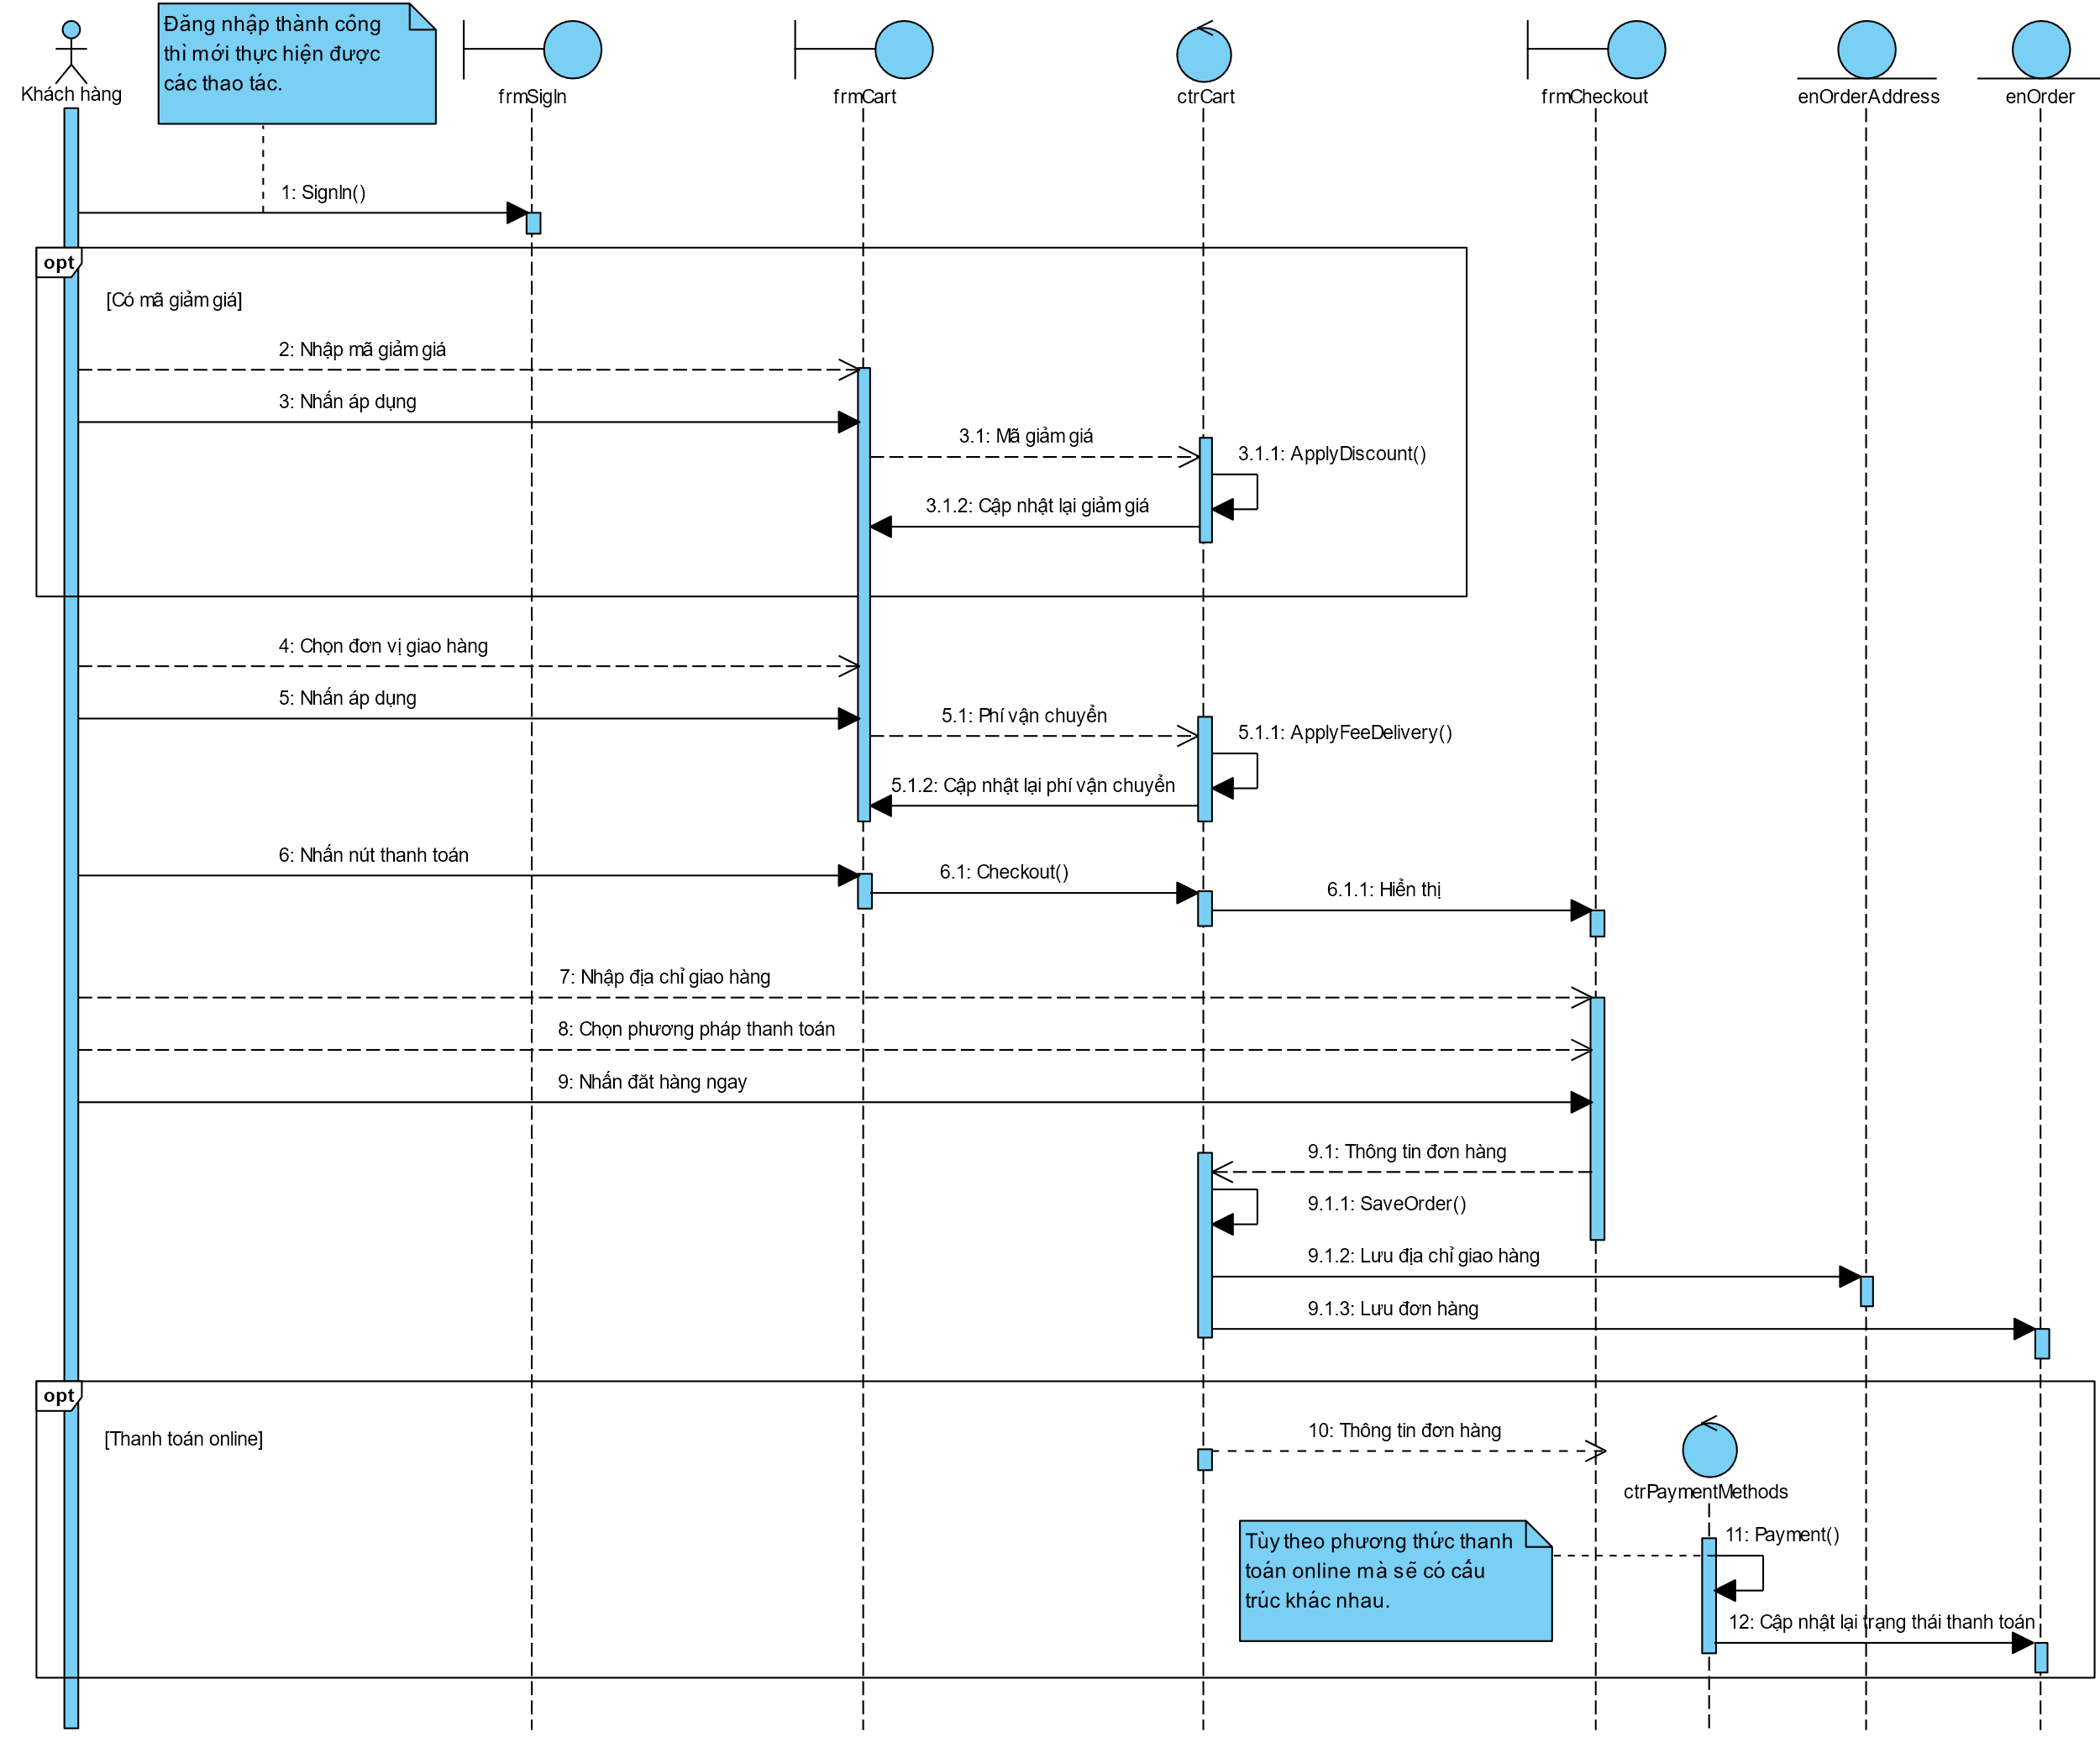 Đăng nhập thành công
thì mới thực hiện được
các thao tác.
Khách hàng
frmSigIn
frmCart
ctrCart
frmCheckout
enOrderAddress
enOrder
1: SignIn()
opt
[Có mã giảm giá]
2: Nhập mã giảm giá
3: Nhấn áp dụng
3.1: Mã giảm giá
3.1.1: ApplyDiscount()
3.1.2: Cập nhật lại giảm giá
4: Chọn đơn vị giao hàng
5: Nhấn áp dụng
5.1: Phí vận chuyển
5.1.1: ApplyFeeDelivery()
5.1.2: Cập nhật lại phí vận chuyển
6: Nhấn nút thanh toán
6.1: Checkout()
6.1.1: Hiển thị
7: Nhập địa chỉ giao hàng
8: Chọn phương pháp thanh toán
9: Nhấn đăt hàng ngay
9.1: Thông tin đơn hàng
9.1.1: SaveOrder()
9.1.2: Lưu địa chỉ giao hàng
9.1.3: Lưu đơn hàng
opt
[Thanh toán online]
10: Thông tin đơn hàng
ctrPaymentMethods
11: Payment()
Tùy theo phương thức thanh
toán online mà sẽ có cấu
trúc khác nhau.
12: Cập nhật lại trạng thái thanh toán